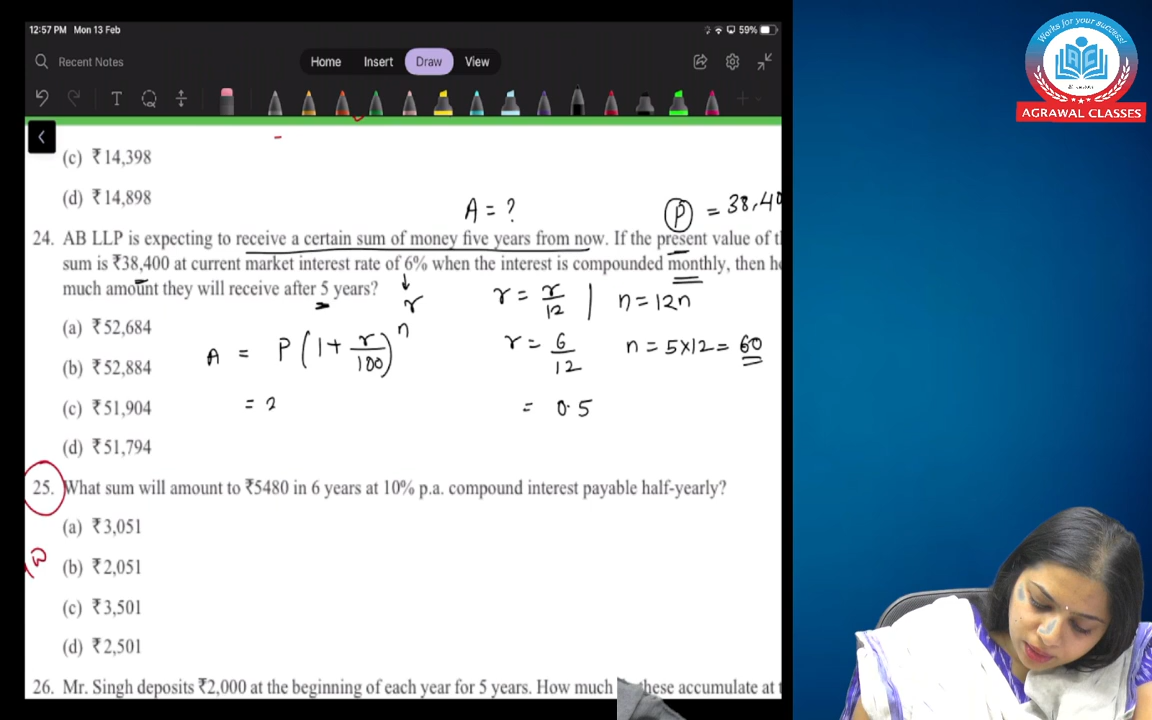 12:57 PM Mon 13 Feb
59%
Works for your success!
AC
AGRAWAL CLASSES
Recent Notes
Home Insert Draw View
T
(c) ₹14,398
(d) ₹14,898
A = ?
P = 38,40
24. AB LLP is expecting to receive a certain sum of money five years from now. If the present value of t
sum is ₹38,400 at current market interest rate of 6% when the interest is compounded monthly, then h
much amount they will receive after 5 years?
r
r = r/12 | n = 12n
(a) ₹52,684
A = P(1+r/100)^n
r = 6/12
n = 5×12 = 60
(b) ₹52,884
(c) ₹51,904
=
= 0.5
(d) ₹51,794
25. What sum will amount to ₹5480 in 6 years at 10% p.a. compound interest payable half-yearly?
(a) ₹3,051
(b) ₹2,051
(c) ₹3,501
(d) ₹2,501
26. Mr. Singh deposits ₹2,000 at the beginning of each year for 5 years. How much hese accumulate at